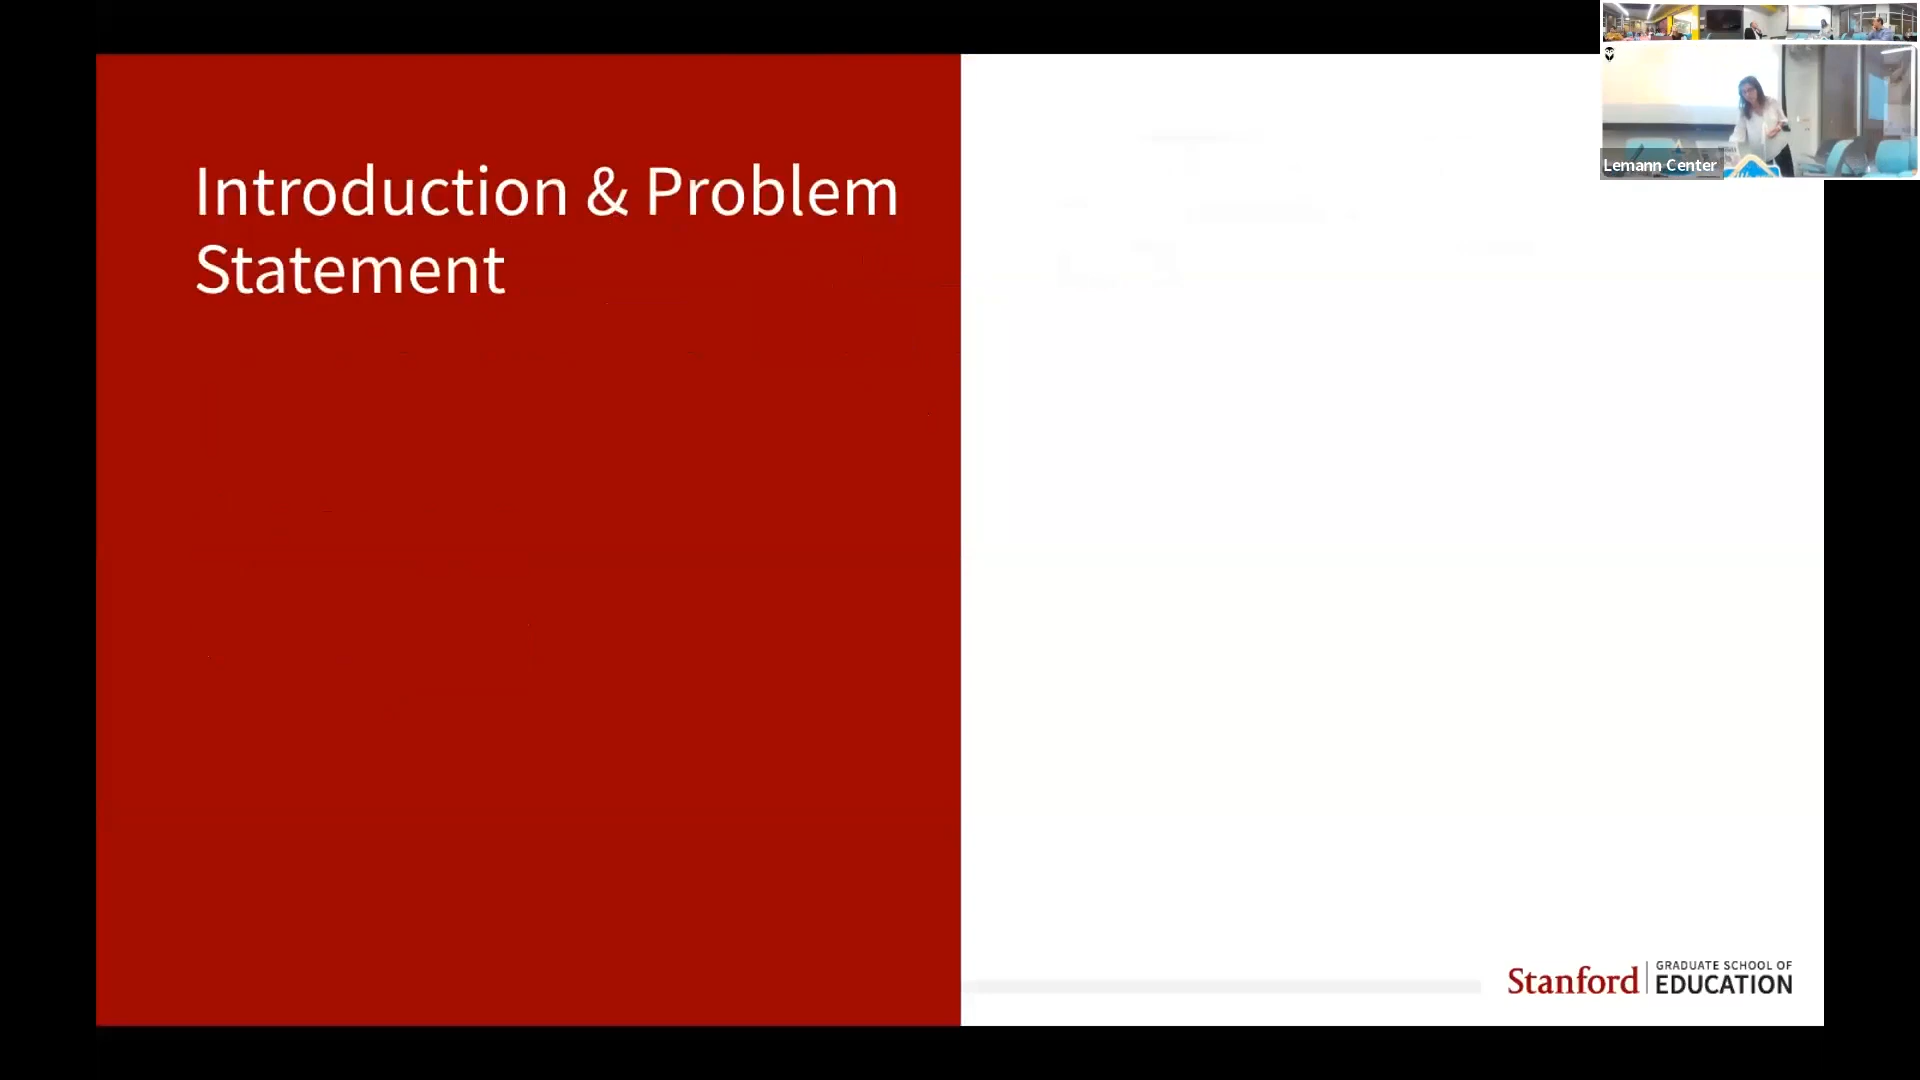 Introduction & Problem
Statement
Lemann Center
Stanford
GRADUATE SCHOOL OF
EDUCATION